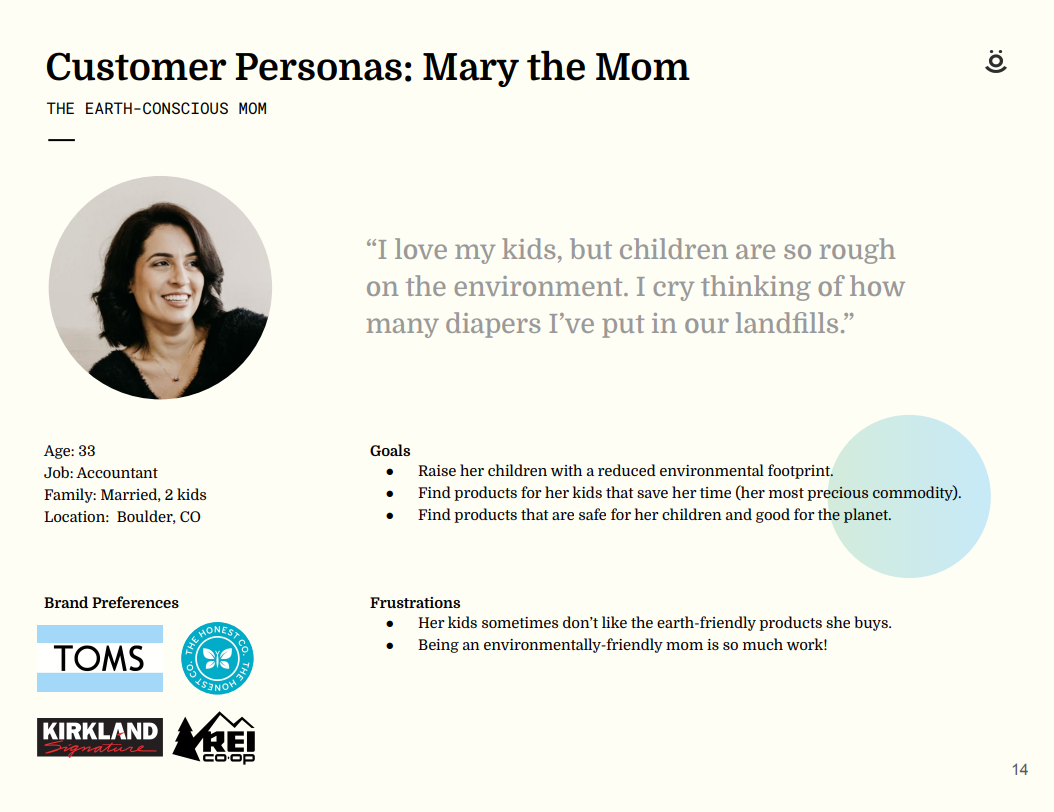 Customer Personas: Mary the Mom
THE EARTH-CONSCIOUS MOM
“I love my kids, but children are so rough
on the environment. I cry thinking of how
many diapers I’ve put in our landfills.”
Age: 33
Job: Accountant
Family: Married, 2 kids
Location:  Boulder, CO
Goals
● Raise her children with a reduced environmental footprint.
● Find products for her kids that save her time (her most precious commodity).
● Find products that are safe for her children and good for the planet.
Brand Preferences
TOMS
THE HONEST CO. THE HONEST CO.
KIRKLAND
Signature
REI
co·op
Frustrations
● Her kids sometimes don’t like the earth-friendly products she buys.
● Being an environmentally-friendly mom is so much work!
14